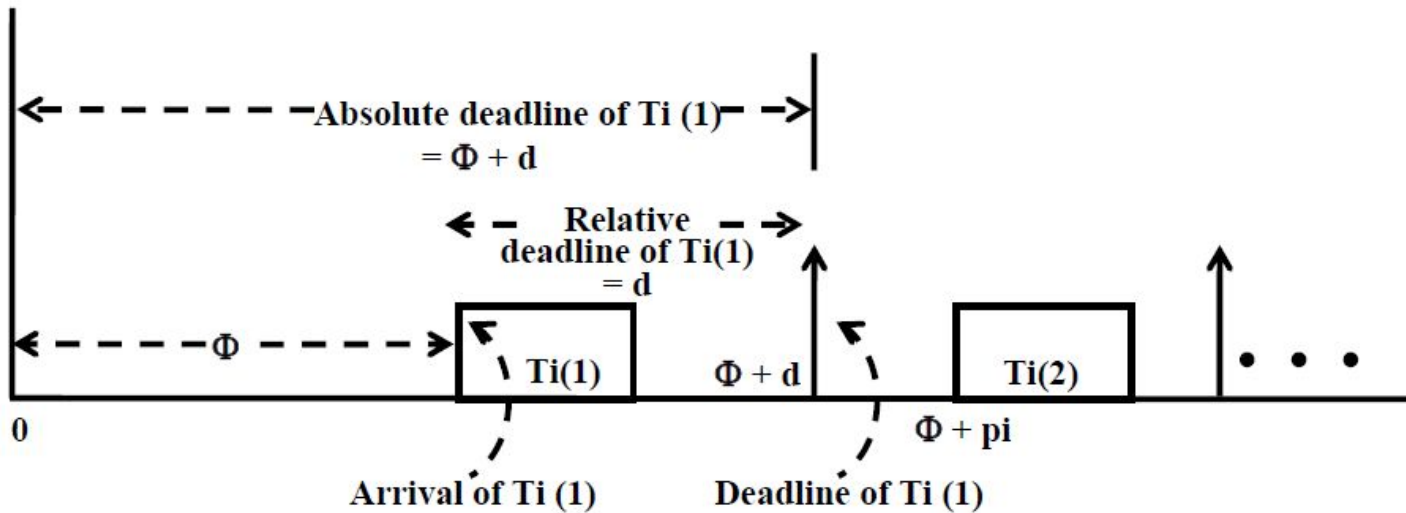 Absolute deadline of Ti (1)
= Φ + d
Relative
deadline of Ti(1)
= d
Φ
Ti(1)
Φ + d
Ti(2)
0
Φ + pi
Arrival of Ti (1)
Deadline of Ti (1)